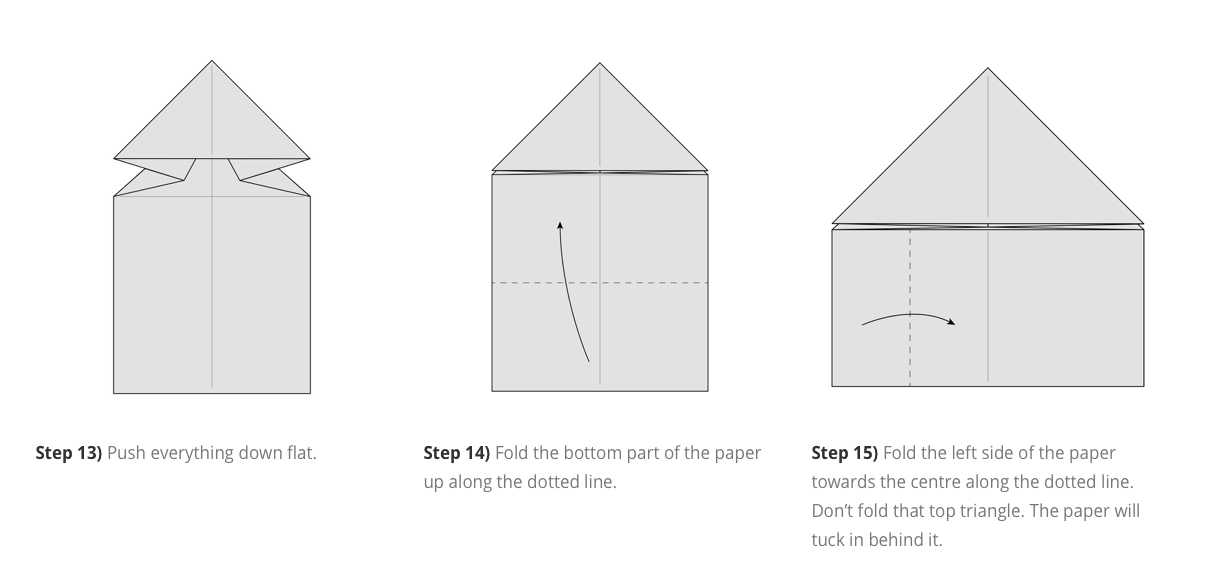 Step 13) Push everything down flat.
Step 14) Fold the bottom part of the paper
up along the dotted line.
Step 15) Fold the left side of the paper
towards the centre along the dotted line.
Don’t fold that top triangle. The paper will
tuck in behind it.